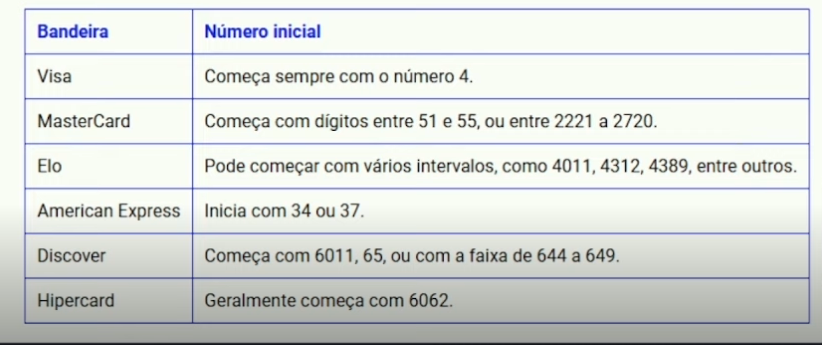 Bandeira Número inicial
Visa Começa sempre com o número 4.
MasterCard Começa com dígitos entre 51 e 55, ou entre 2221 a 2720.
Elo Pode começar com vários intervalos, como 4011, 4312, 4389, entre outros.
American Express Inicia com 34 ou 37.
Discover Começa com 6011, 65, ou com a faixa de 644 a 649.
Hipercard Geralmente começa com 6062.